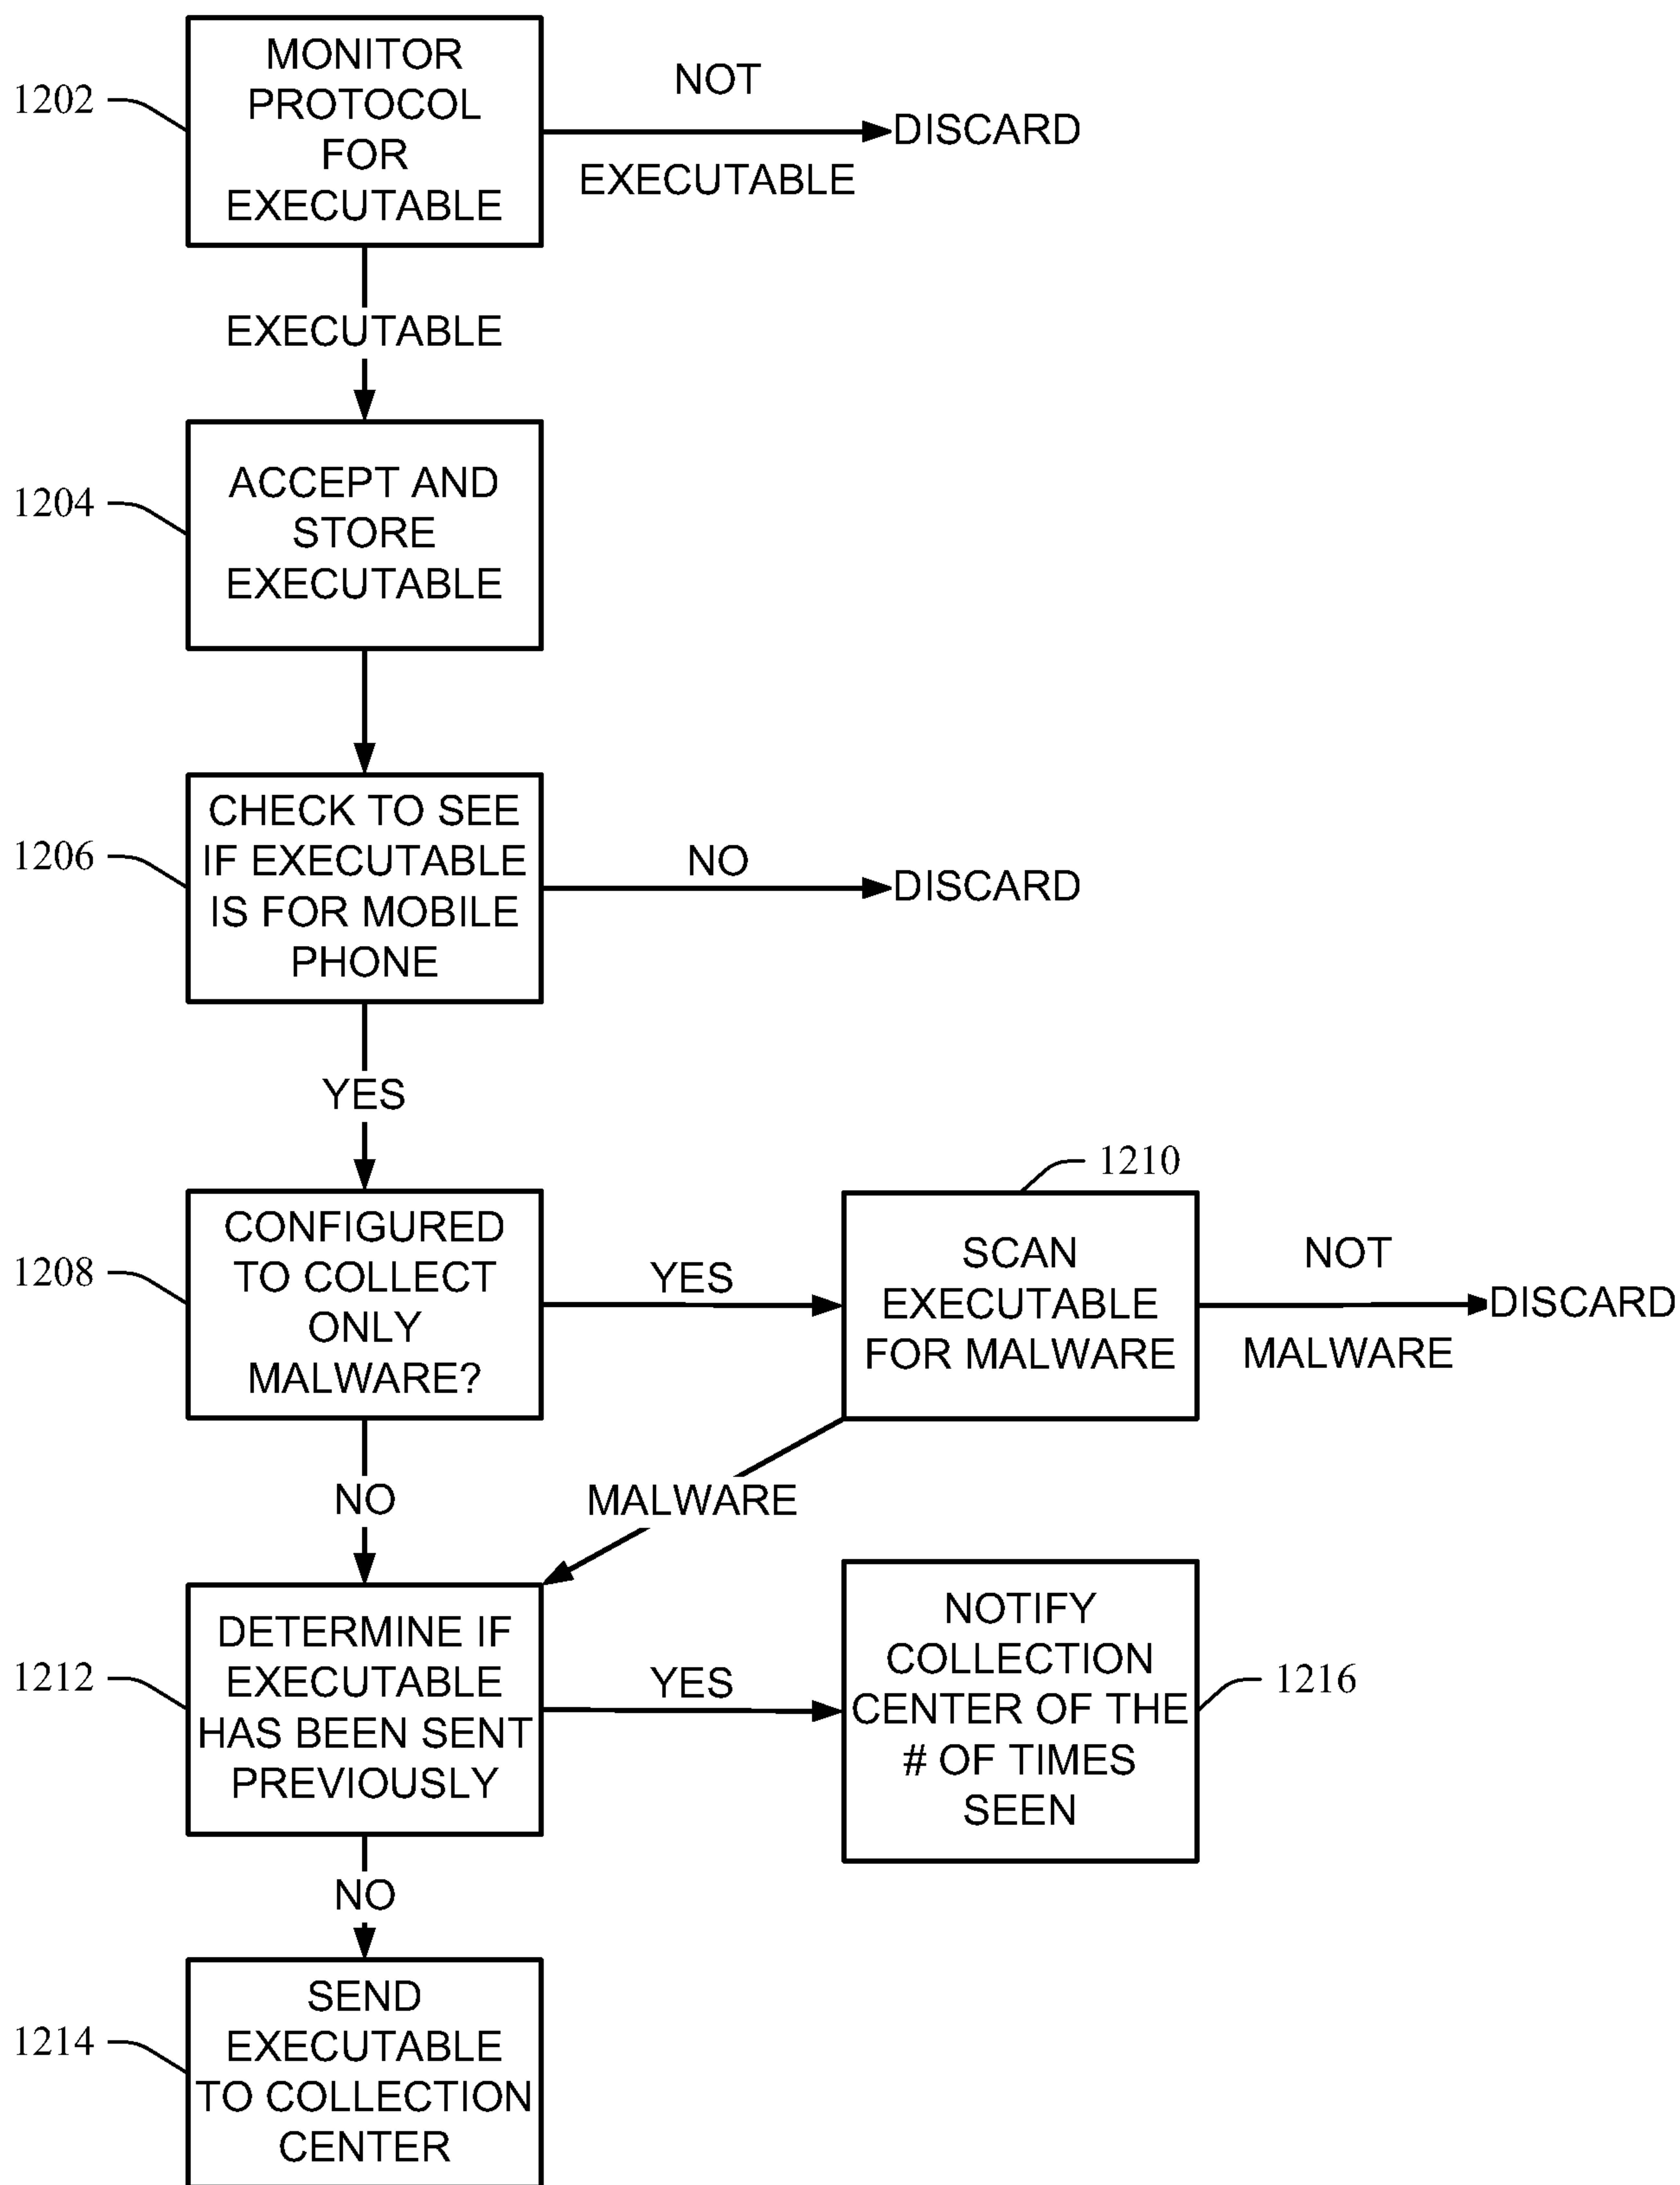 MONITOR
PROTOCOL
FOR
EXECUTABLE
1202
NOT
EXECUTABLE
DISCARD
EXECUTABLE
ACCEPT AND
STORE
EXECUTABLE
1204
CHECK TO SEE
IF EXECUTABLE
IS FOR MOBILE
PHONE
1206
NO
DISCARD
YES
CONFIGURED
TO COLLECT
ONLY
MALWARE?
1208
YES
1210
SCAN
EXECUTABLE
FOR MALWARE
NOT
MALWARE
DISCARD
NO
MALWARE
DETERMINE IF
EXECUTABLE
HAS BEEN SENT
PREVIOUSLY
1212
YES
NOTIFY
COLLECTION
CENTER OF THE
# OF TIMES
SEEN
1216
NO
SEND
EXECUTABLE
TO COLLECTION
CENTER
1214